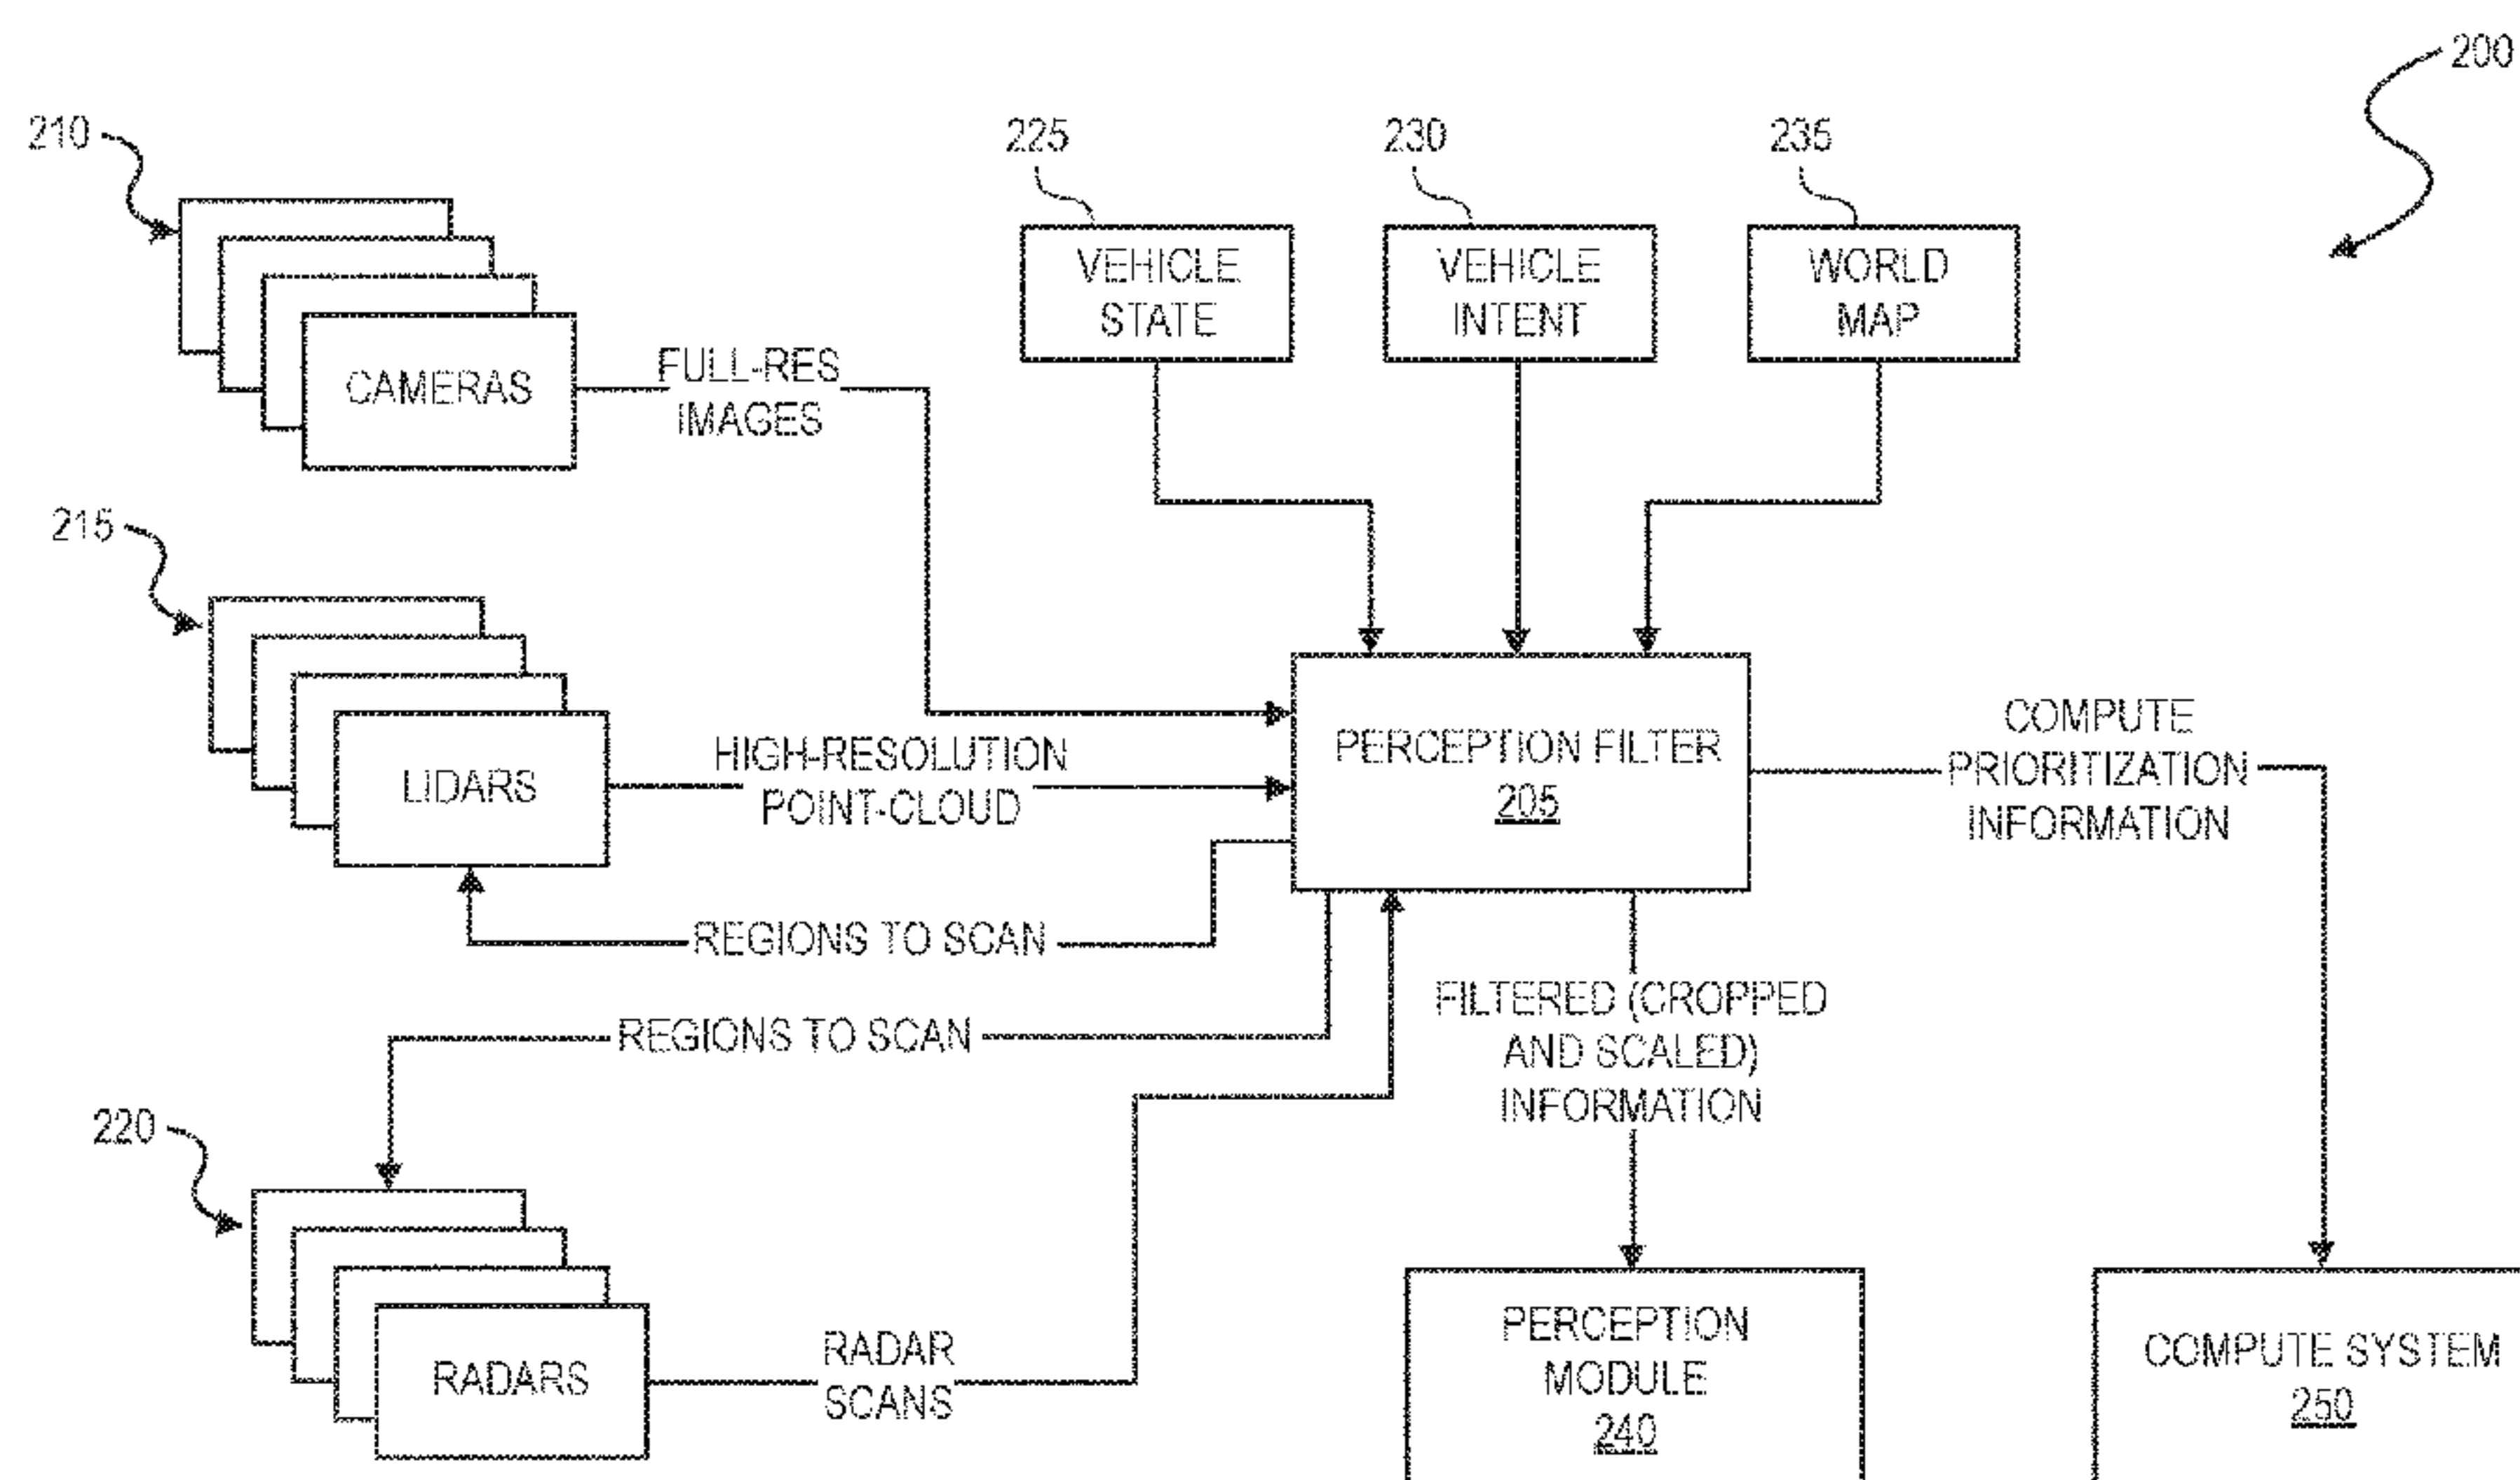 200
210
225
230
235
VEHICLE
STATE
VEHICLE
INTENT
WORLD
MAP
CAMERAS
FULL-RES
IMAGES
215
LIDARS
HIGH-RESOLUTION
POINT-CLOUD
PERCEPTION FILTER
205
COMPUTE
PRIORITIZATION
INFORMATION
REGIONS TO SCAN
REGIONS TO SCAN
FILTERED (CROPPED
AND SCALED)
INFORMATION
220
RADARS
RADAR
SCANS
PERCEPTION
MODULE
240
COMPUTE SYSTEM
250